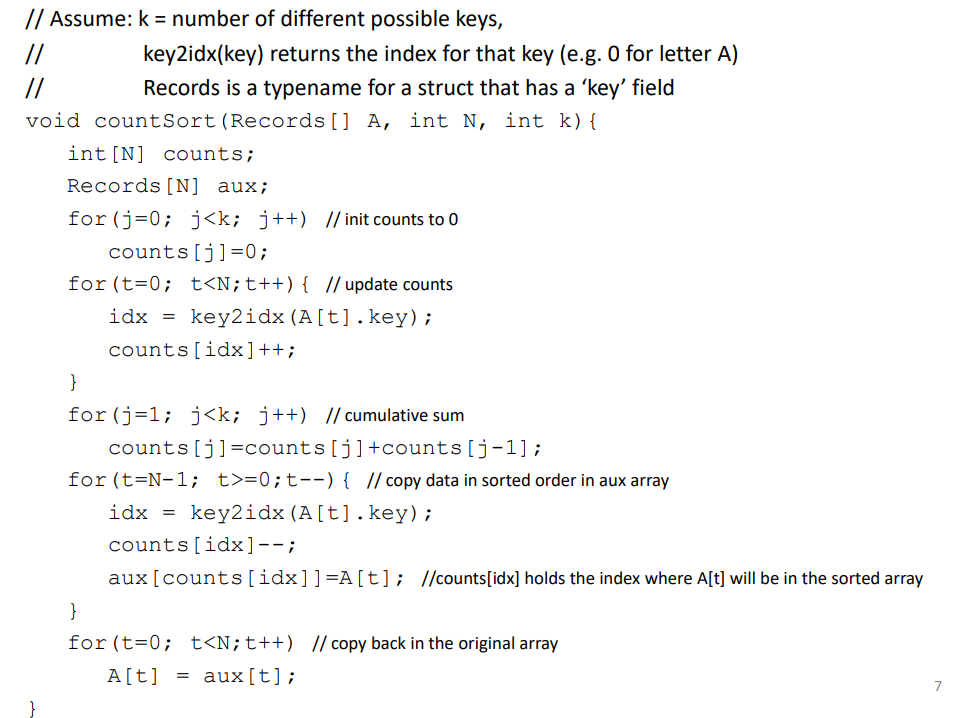 // Assume: k = number of different possible keys,
// key2idx(key) returns the index for that key (e.g. 0 for letter A)
// Records is a typename for a struct that has a ‘key’ field
void countSort(Records[] A, int N, int k){
int[N] counts;
Records[N] aux;
for(j=0; j<k; j++) // init counts to 0
counts[j]=0;
for(t=0; t<N;t++){ // update counts
idx = key2idx(A[t].key);
counts[idx]++;
}
for(j=1; j<k; j++) // cumulative sum
counts[j]=counts[j]+counts[j-1];
for(t=N-1; t>=0;t--){ // copy data in sorted order in aux array
idx = key2idx(A[t].key);
counts[idx]--;
aux[counts[idx]]=A[t]; //counts[idx] holds the index where A[t] will be in the sorted array
}
for(t=0; t<N;t++) // copy back in the original array
A[t] = aux[t];
7
}